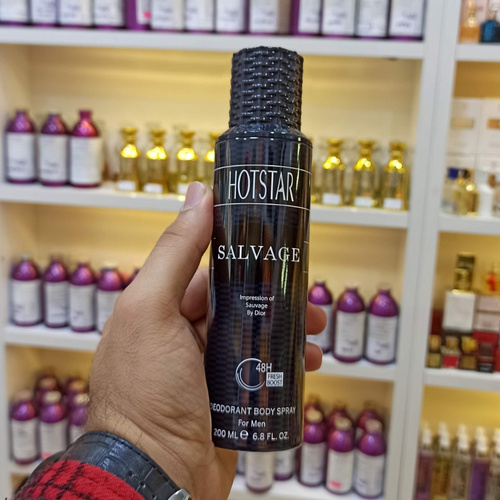 HOTSTAR
SALVAGE
Impression of
Sauvage
By Dior
48H
FRESH
BOOST
DEODORANT BODY SPRAY
For Men
200 ML ℮ 6.8 FL. OZ.